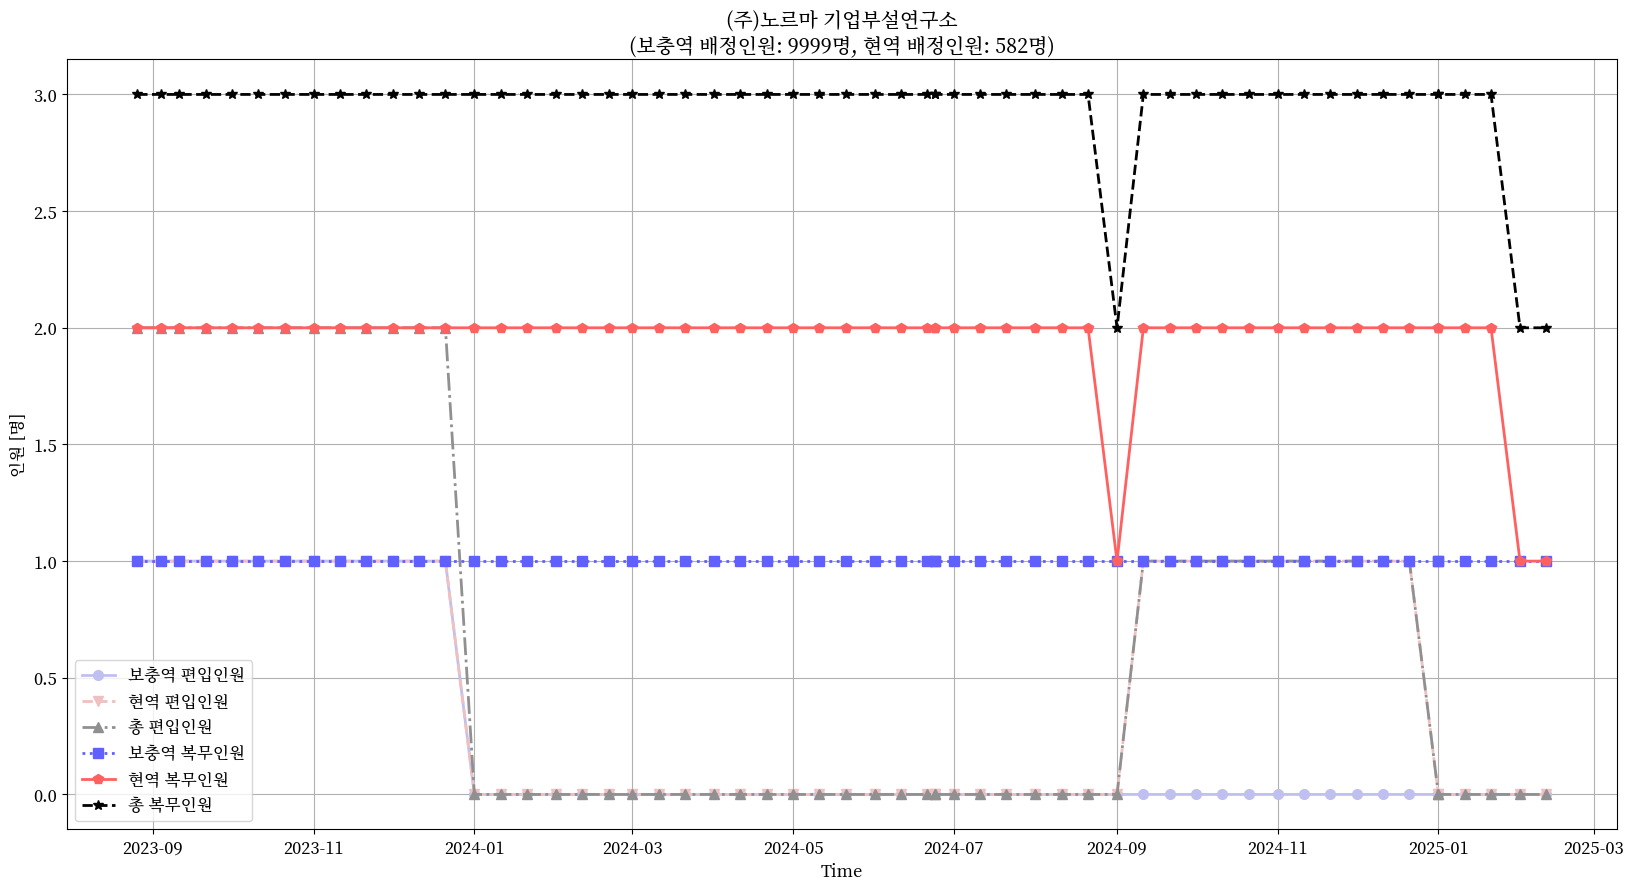 (주)노르마 기업부설연구소
(보충역 배정인원: 9999명, 현역 배정인원: 582명)
3.0
2.5
2.0
1.5
1.0
0.5
0.0
인원 [명]
보충역 편입인원
현역 편입인원
총 편입인원
보충역 복무인원
현역 복무인원
총 복무인원
2023-09 2023-11 2024-01 2024-03 2024-05 2024-07 2024-09 2024-11 2025-01 2025-03
Time